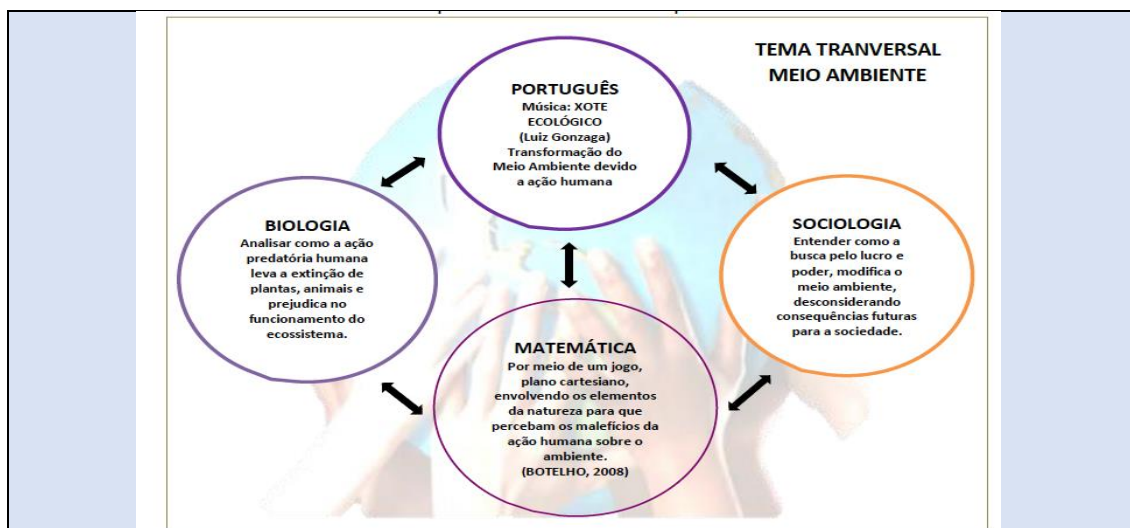 TEMA TRANVERSAL
MEIO AMBIENTE
PORTUGUÊS
Música: XOTE
ECOLÓGICO
(Luiz Gonzaga)
Transformação do
Meio Ambiente devido
a ação humana
BIOLOGIA
Analisar como a ação
predatória humana
leva a extinção de
plantas, animais e
prejudica no
funcionamento do
ecossistema.
SOCIOLOGIA
Entender como a
busca pelo lucro e
poder, modifica o
meio ambiente,
desconsiderando
consequências futuras
para a sociedade.
MATEMÁTICA
Por meio de um jogo,
plano cartesiano,
envolvendo os elementos
da natureza para que
percebam os malefícios da
ação humana sobre o
ambiente.
(BOTELHO, 2008)